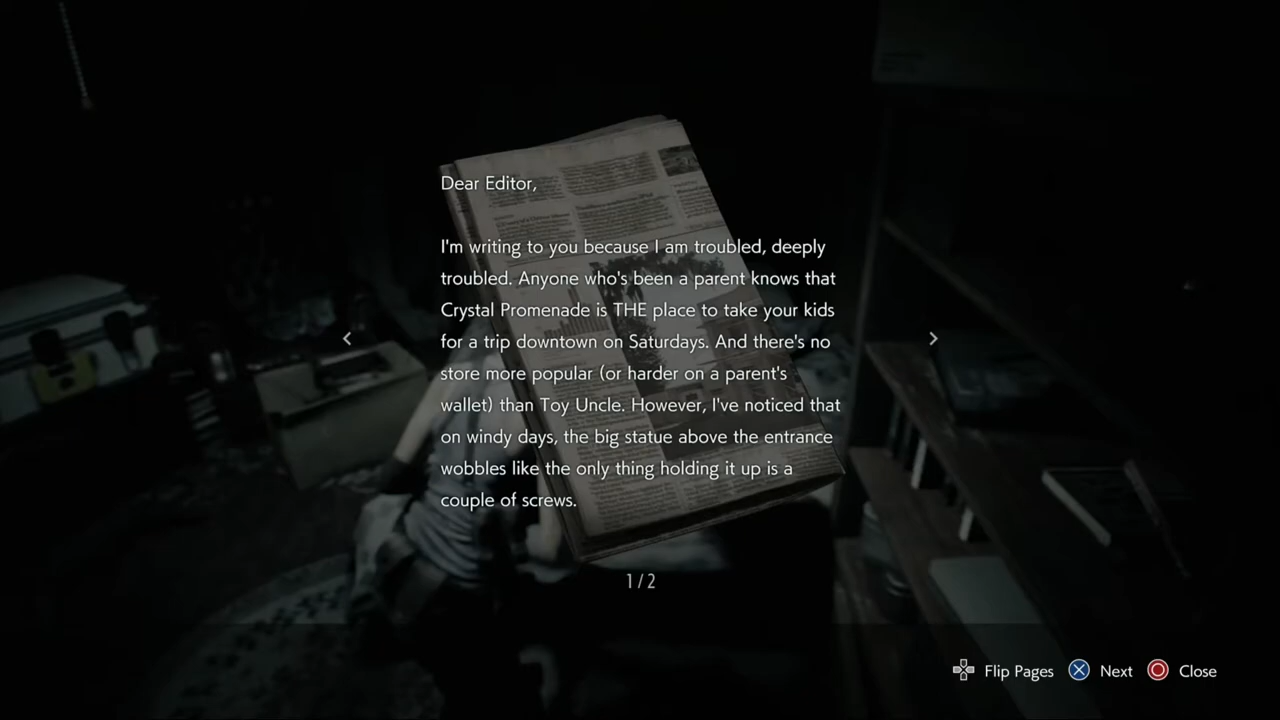 Dear Editor,
I'm writing to you because I am troubled, deeply
troubled. Anyone who's been a parent knows that
Crystal Promenade is THE place to take your kids
for a trip downtown on Saturdays. And there's no
store more popular (or harder on a parent's
wallet) than Toy Uncle. However, I've noticed that
on windy days, the big statue above the entrance
wobbles like the only thing holding it up is a
couple of screws.
1/2
Flip Pages Next Close